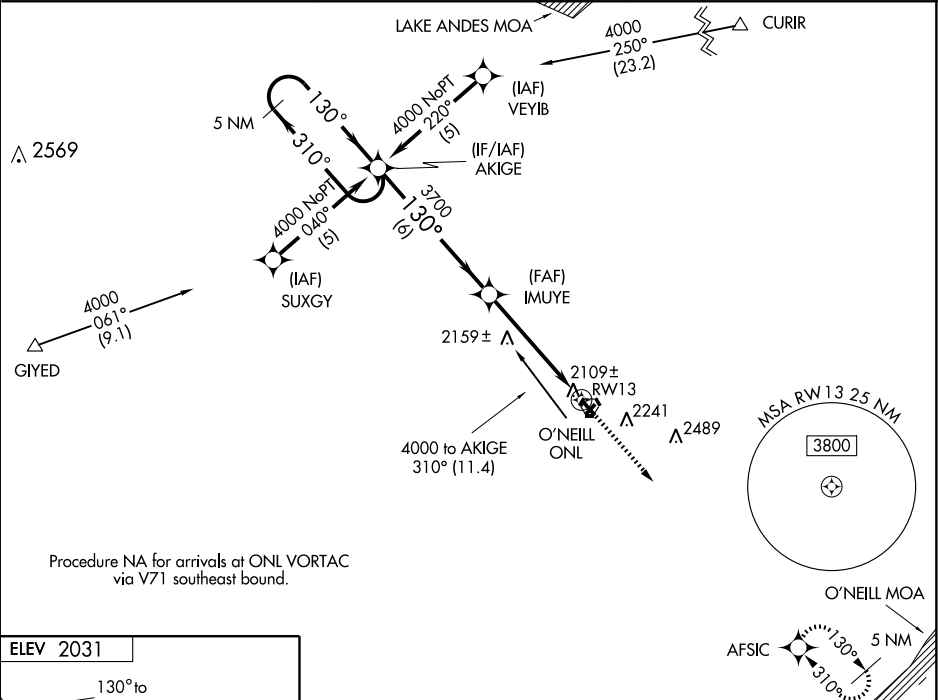 LAKE ANDES MOA
CURIR
4000
250°
(23.2)
(IAF)
VEYIB
4000 NoPT
220°
(5)
130°
5 NM
310°
2569
(IF/IAF)
AKIGE
4000 NoPT
040°
(5)
3700
130°
(6)
(IAF)
SUXGY
(FAF)
IMUYE
4000
061°
(9.1)
GIYED
2159±
2109±
RW13
2241
2489
O'NEILL
ONL
4000 to AKIGE
310° (11.4)
MSA RW13 25 NM
3800
Procedure NA for arrivals at ONL VORTAC
via V71 southeast bound.
O'NEILL MOA
AFSIC
130°
5 NM
310°
ELEV 2031
130° to